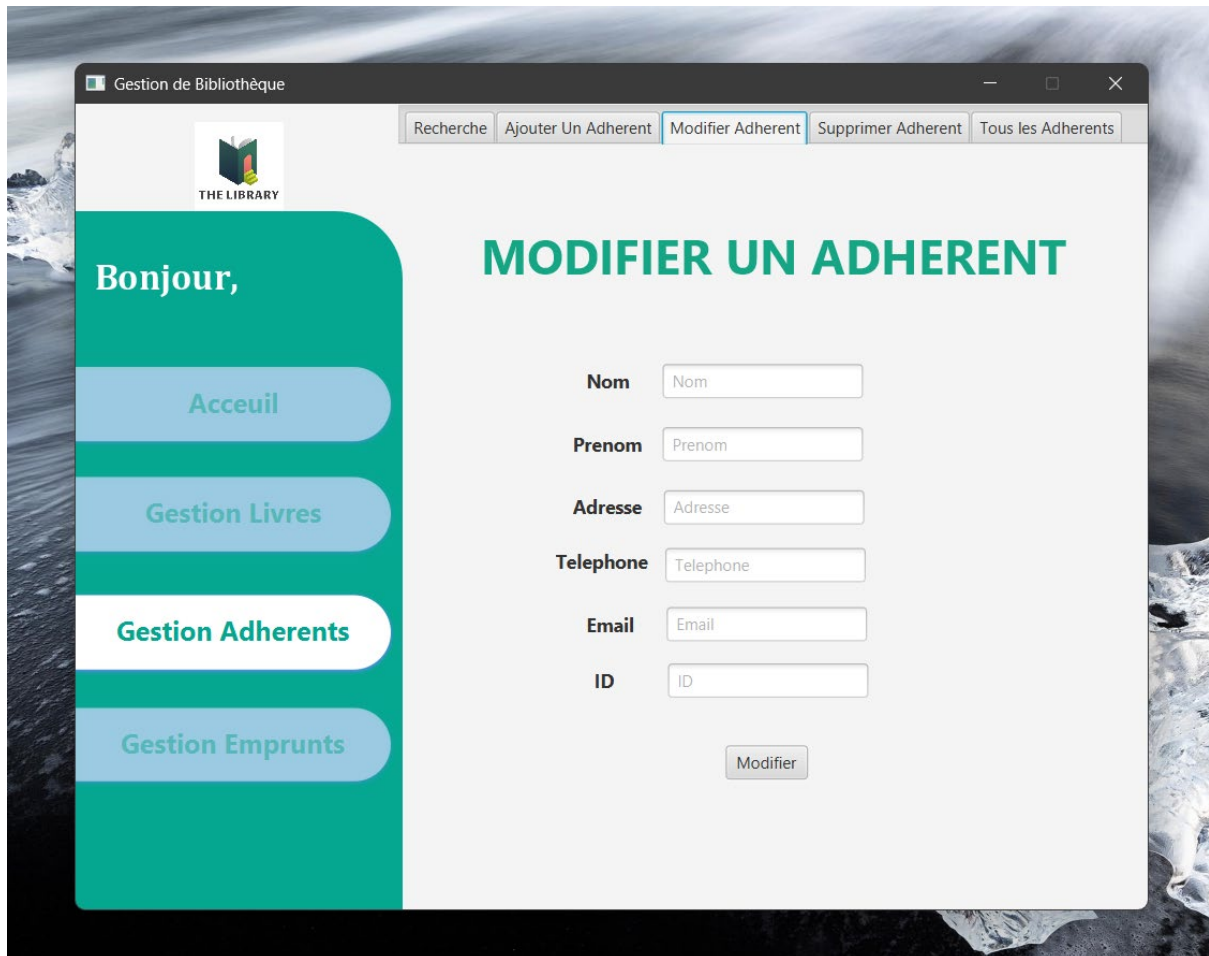 Gestion de Bibliothèque
Recherche Ajouter Un Adherent Modifier Adherent Supprimer Adherent Tous les Adherents
THE LIBRARY
Bonjour,
Acceuil
Gestion Livres
Gestion Adherents
Gestion Emprunts
MODIFIER UN ADHERENT
Nom Nom
Prenom Prenom
Adresse Adresse
Telephone Telephone
Email Email
ID ID
Modifier